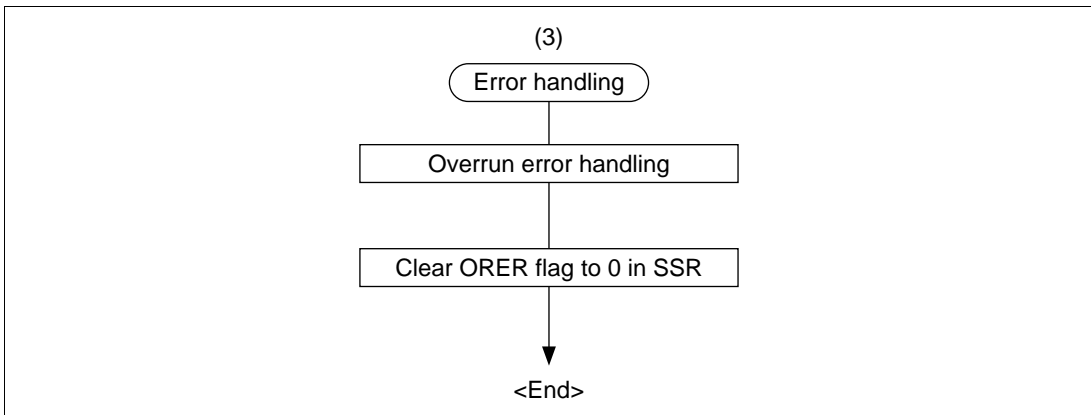 (3)
Error handling
Overrun error handling
Clear ORER flag to 0 in SSR
<End>